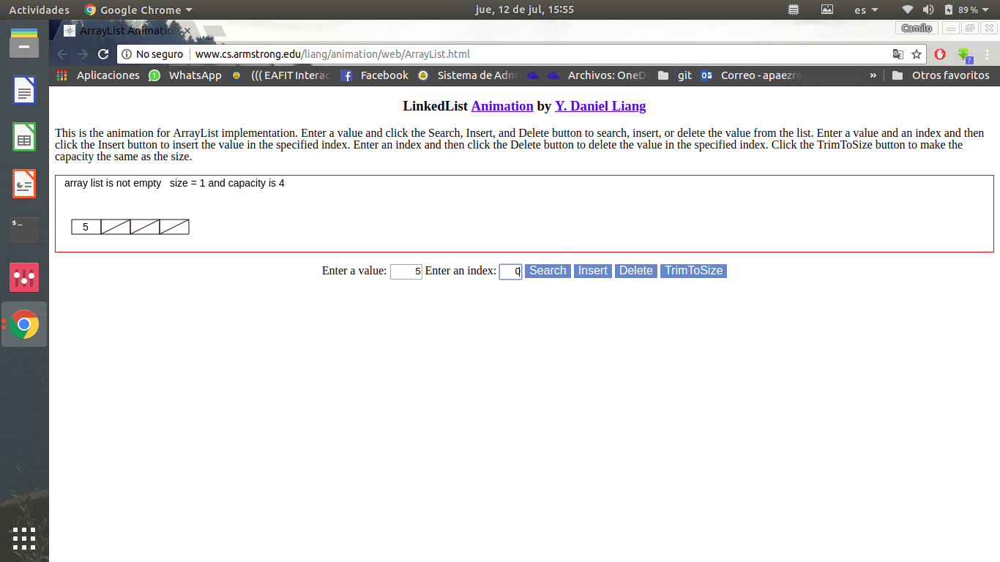 Actividades Google Chrome jue, 12 de jul, 15:55 es 89 %
ArrayList Animatio Camilo
No seguro www.cs.armstrong.edu/liang/animation/web/ArrayList.html
Aplicaciones WhatsApp ((( EAFIT Interac Facebook Sistema de Adm Archivos: OneD git Correo - apaezr » Otros favoritos
LinkedList Animation by Y. Daniel Liang
This is the animation for ArrayList implementation. Enter a value and click the Search, Insert, and Delete button to search, insert, or delete the value from the list. Enter a value and an index and then
click the Insert button to insert the value in the specified index. Enter an index and then click the Delete button to delete the value in the specified index. Click the TrimToSize button to make the
capacity the same as the size.
array list is not empty size = 1 and capacity is 4
5
Enter a value: 5 Enter an index: 0 Search Insert Delete TrimToSize